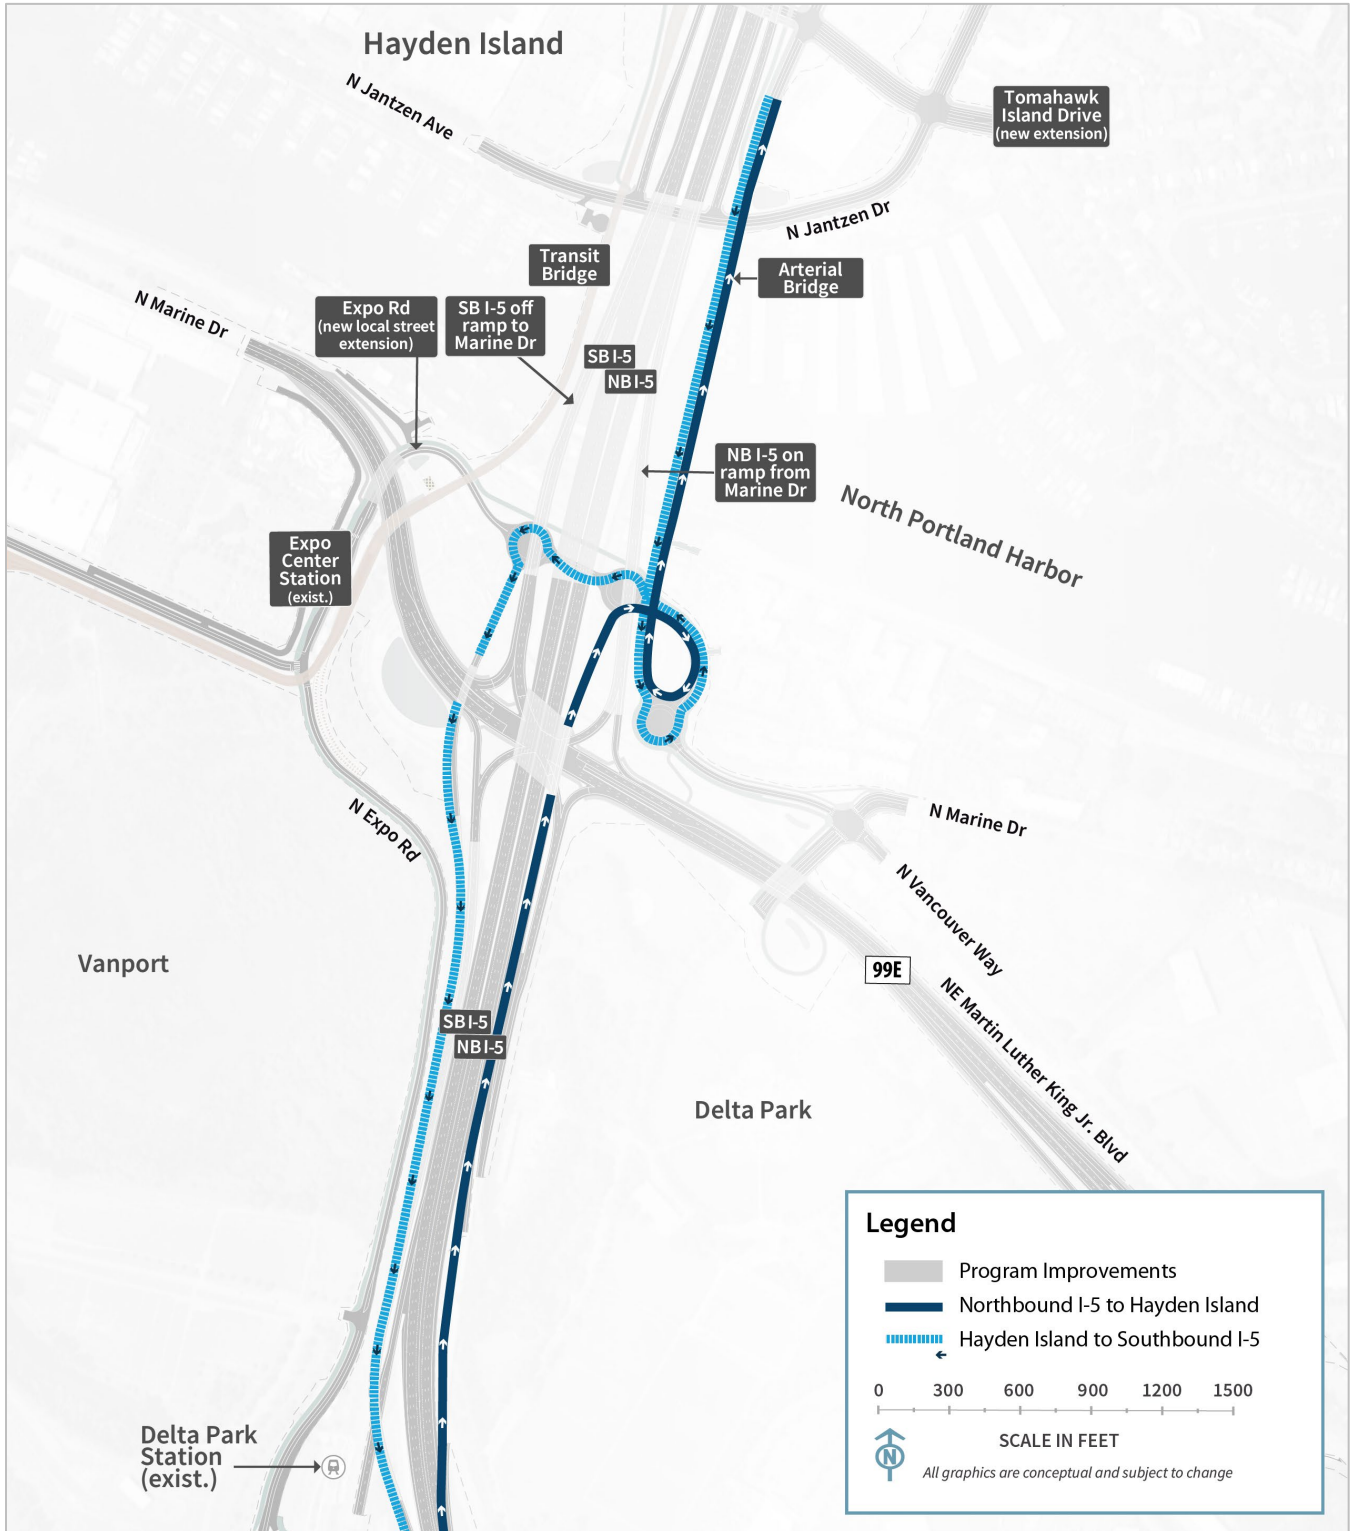 Hayden Island
N Jantzen Ave
Tomahawk
Island Drive
(new extension)
N Jantzen Dr
Transit
Bridge
Arterial
Bridge
N Marine Dr
Expo Rd
(new local street
extension)
SB I-5 off
ramp to
Marine Dr
SB I-5
NB I-5
NB I-5 on
ramp from
Marine Dr
North Portland Harbor
Expo
Center
Station
(exist.)
N Expo Rd
N Marine Dr
N Vancouver Way
Vanport
99E
NE Martin Luther King Jr. Blvd
SB I-5
NB I-5
Delta Park
Delta Park
Station
(exist.)
Legend
Program Improvements
Northbound I-5 to Hayden Island
Hayden Island to Southbound I-5
0 300 600 900 1200 1500
SCALE IN FEET
N
All graphics are conceptual and subject to change